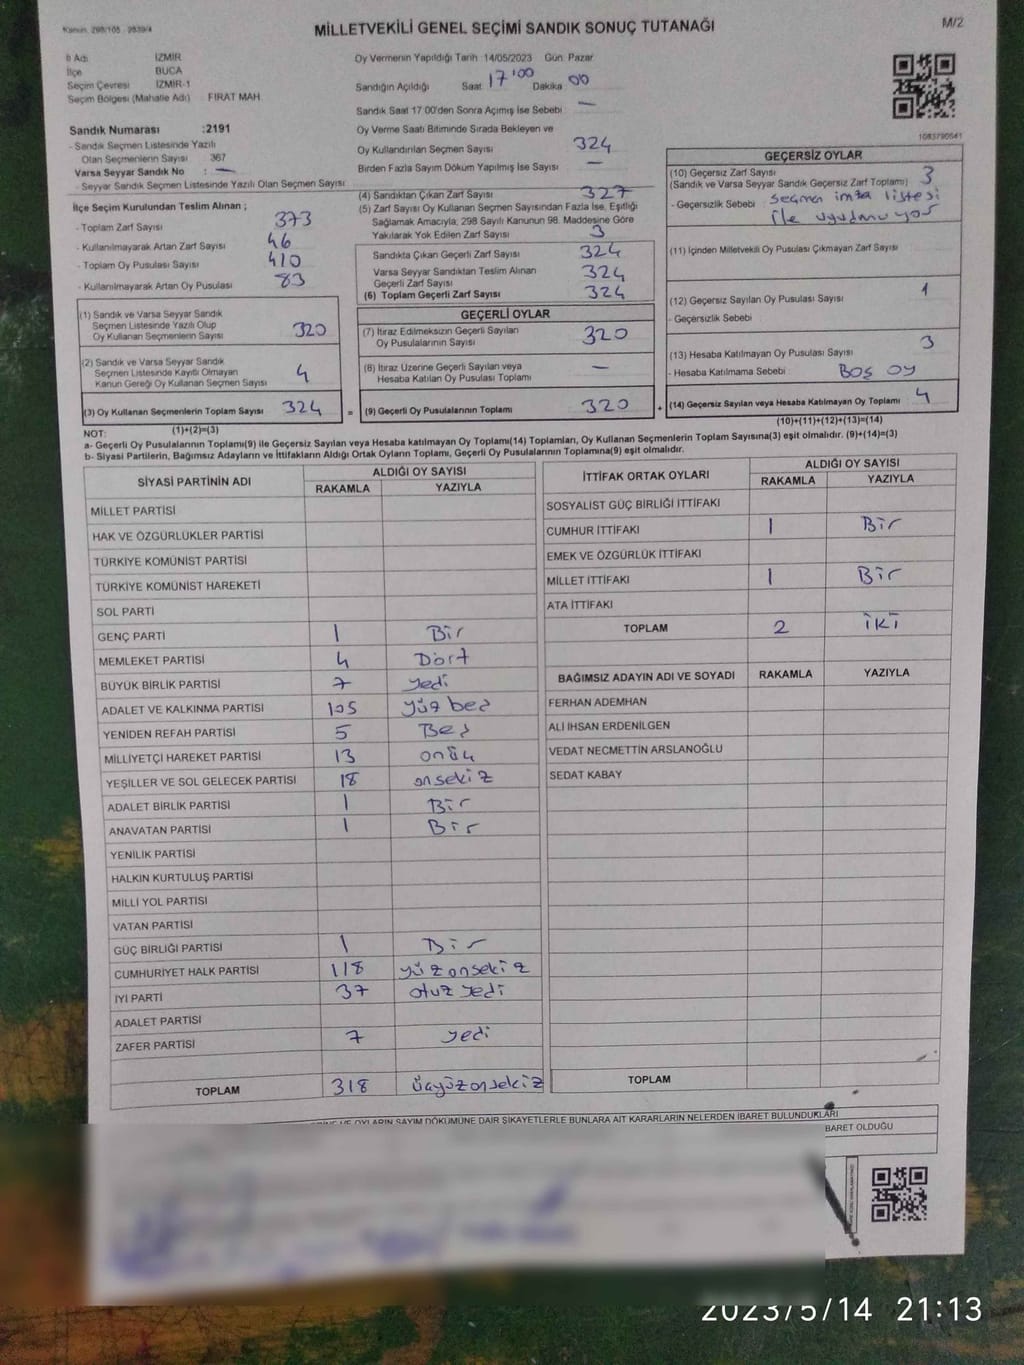 Kanun. 298/105 - 2839/4
MİLLETVEKİLİ GENEL SEÇİMİ SANDIK SONUÇ TUTANAĞI
M/2
İl Adı İZMİR
İlçe BUCA
Seçim Çevresi İZMİR-1
Seçim Bölgesi (Mahalle Adı) FIRAT MAH.
Sandık Numarası :2191
- Sandık Seçmen Listesinde Yazılı
Olan Seçmenlerin Sayısı 367
Varsa Seyyar Sandık No : —
- Seyyar Sandık Seçmen Listesinde Yazılı Olan Seçmen Sayısı
İlçe Seçim Kurulundan Teslim Alınan ;
- Toplam Zarf Sayısı 373
- Kullanılmayarak Artan Zarf Sayısı 46
- Toplam Oy Pusulası Sayısı 410
- Kullanılmayarak Artan Oy Pusulası 83
(1) Sandık ve Varsa Seyyar Sandık
Seçmen Listesinde Yazılı Olup
Oy Kullanan Seçmenlerin Sayısı 320
(2) Sandık ve Varsa Seyyar Sandık
Seçmen Listesinde Kayıtlı Olmayan
Kanun Gereği Oy Kullanan Seçmen Sayısı 4
(3) Oy Kullanan Seçmenlerin Toplam Sayısı 324 =
(1)+(2)=(3)
Oy Vermenin Yapıldığı Tarih 14/05/2023 Gün Pazar
Sandığın Açıldığı Saat 17:00 Dakika 00
Sandık Saat 17.00'den Sonra Açımış İse Sebebi —
Oy Verme Saati Bitiminde Sırada Bekleyen ve
Oy Kullandırılan Seçmen Sayısı 324
Birden Fazla Sayım Döküm Yapılmış İse Sayısı —
(4) Sandıktan Çıkan Zarf Sayısı 327
(5) Zarf Sayısı Oy Kullanan Seçmen Sayısından Fazla İse, Eşitliği
Sağlamak Amacıyla; 298 Sayılı Kanunun 98. Maddesine Göre
Yakılarak Yok Edilen Zarf Sayısı 3
Sandıkta Çıkan Geçerli Zarf Sayısı 324
Varsa Seyyar Sandıktan Teslim Alınan
Geçerli Zarf Sayısı 324
(6) Toplam Geçerli Zarf Sayısı 324
GEÇERLİ OYLAR
(7) İtiraz Edilmeksizin Geçerli Sayılan
Oy Pusulalarının Sayısı 320
(8) İtiraz Üzerine Geçerli Sayılan veya
Hesaba Katılan Oy Pusulası Toplamı —
(9) Geçerli Oy Pusulalarının Toplamı 320 +
1083790541
GEÇERSİZ OYLAR
(10) Geçersiz Zarf Sayısı 3
(Sandık ve Varsa Seyyar Sandık Geçersiz Zarf Toplamı)
- Geçersizlik Sebebi seçmen imza listesi
ile uyuşmuyor
(11) İçinden Milletvekili Oy Pusulası Çıkmayan Zarf Sayısı
(12) Geçersiz Sayılan Oy Pusulası Sayısı 1
- Geçersizlik Sebebi
(13) Hesaba Katılmayan Oy Pusulası Sayısı 3
- Hesaba Katılmama Sebebi Boş oy
(14) Geçersiz Sayılan veya Hesaba Katılmayan Oy Toplamı 4
(10)+(11)+(12)+(13)=(14)
NOT:
a- Geçerli Oy Pusulalarının Toplamı(9) ile Geçersiz Sayılan veya Hesaba katılmayan Oy Toplamı(14) Toplamları, Oy Kullanan Seçmenlerin Toplam Sayısına(3) eşit olmalıdır. (9)+(14)=(3)
b- Siyasi Partilerin, Bağımsız Adayların ve İttifakların Aldığı Ortak Oyların Toplamı, Geçerli Oy Pusulalarının Toplamına(9) eşit olmalıdır.
SİYASİ PARTİNİN ADI ALDIĞI OY SAYISI
RAKAMLA YAZIYLA
MİLLET PARTİSİ
HAK VE ÖZGÜRLÜKLER PARTİSİ
TÜRKİYE KOMÜNİST PARTİSİ
TÜRKİYE KOMÜNİST HAREKETİ
SOL PARTİ
GENÇ PARTİ 1 Bir
MEMLEKET PARTİSİ 4 Dört
BÜYÜK BİRLİK PARTİSİ 7 yedi
ADALET VE KALKINMA PARTİSİ 105 yüz beş
YENİDEN REFAH PARTİSİ 5 Beş
MİLLİYETÇİ HAREKET PARTİSİ 13 onüç
YEŞİLLER VE SOL GELECEK PARTİSİ 18 onsekiz
ADALET BİRLİK PARTİSİ 1 Bir
ANAVATAN PARTİSİ 1 Bir
YENİLİK PARTİSİ
HALKIN KURTULUŞ PARTİSİ
MİLLİ YOL PARTİSİ
VATAN PARTİSİ
GÜÇ BİRLİĞİ PARTİSİ 1 Bir
CUMHURİYET HALK PARTİSİ 118 yüz onsekiz
İYİ PARTİ 37 otuz yedi
ADALET PARTİSİ
ZAFER PARTİSİ 7 yedi
TOPLAM 318 üçyüzonsekiz
İTTİFAK ORTAK OYLARI ALDIĞI OY SAYISI
RAKAMLA YAZIYLA
SOSYALİST GÜÇ BİRLİĞİ İTTİFAKI
CUMHUR İTTİFAKI 1 Bir
EMEK VE ÖZGÜRLÜK İTTİFAKI
MİLLET İTTİFAKI 1 Bir
ATA İTTİFAKI
TOPLAM 2 iki
BAĞIMSIZ ADAYIN ADI VE SOYADI RAKAMLA YAZIYLA
FERHAN ADEMHAN
ALİ İHSAN ERDENİLGEN
VEDAT NECMETTİN ARSLANOĞLU
SEDAT KABAY
TOPLAM
VE OYLARIN SAYIM DÖKÜMÜNE DAİR ŞİKAYETLERLE BUNLARA AİT KARARLARIN NELERDEN İBARET BULUNDUKLARI
BARET OLDUĞU
2023/5/14 21:13